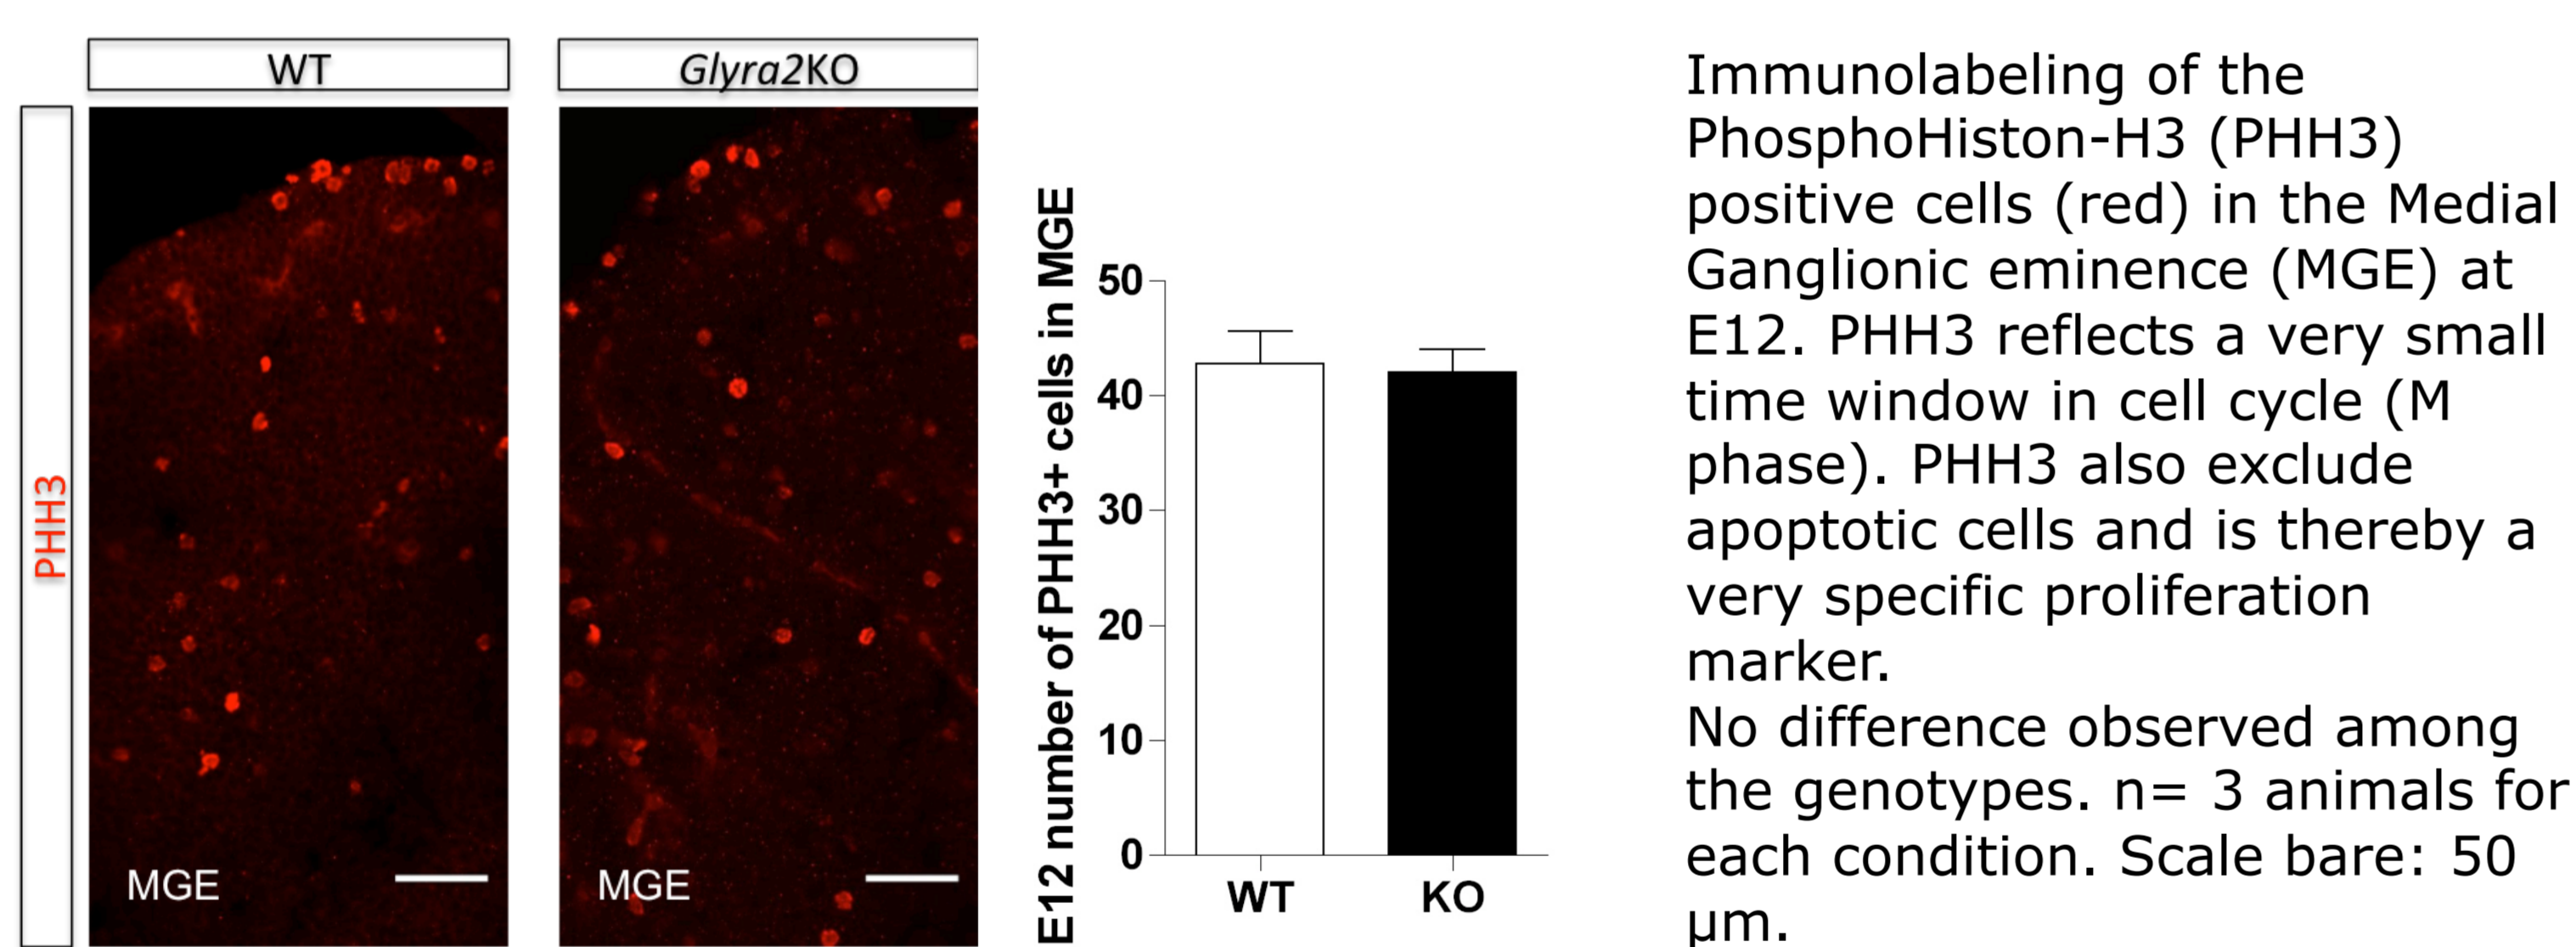 WT
Glyra2KO
PHH3
MGE
MGE
E12 number of PHH3+ cells in MGE
50
40
30
20
10
0
WT
KO
Immunolabeling of the
PhosphoHiston-H3 (PHH3)
positive cells (red) in the Medial
Ganglionic eminence (MGE) at
E12. PHH3 reflects a very small
time window in cell cycle (M
phase). PHH3 also exclude
apoptotic cells and is thereby a
very specific proliferation
marker.
No difference observed among
the genotypes. n= 3 animals for
each condition. Scale bare: 50
µm.